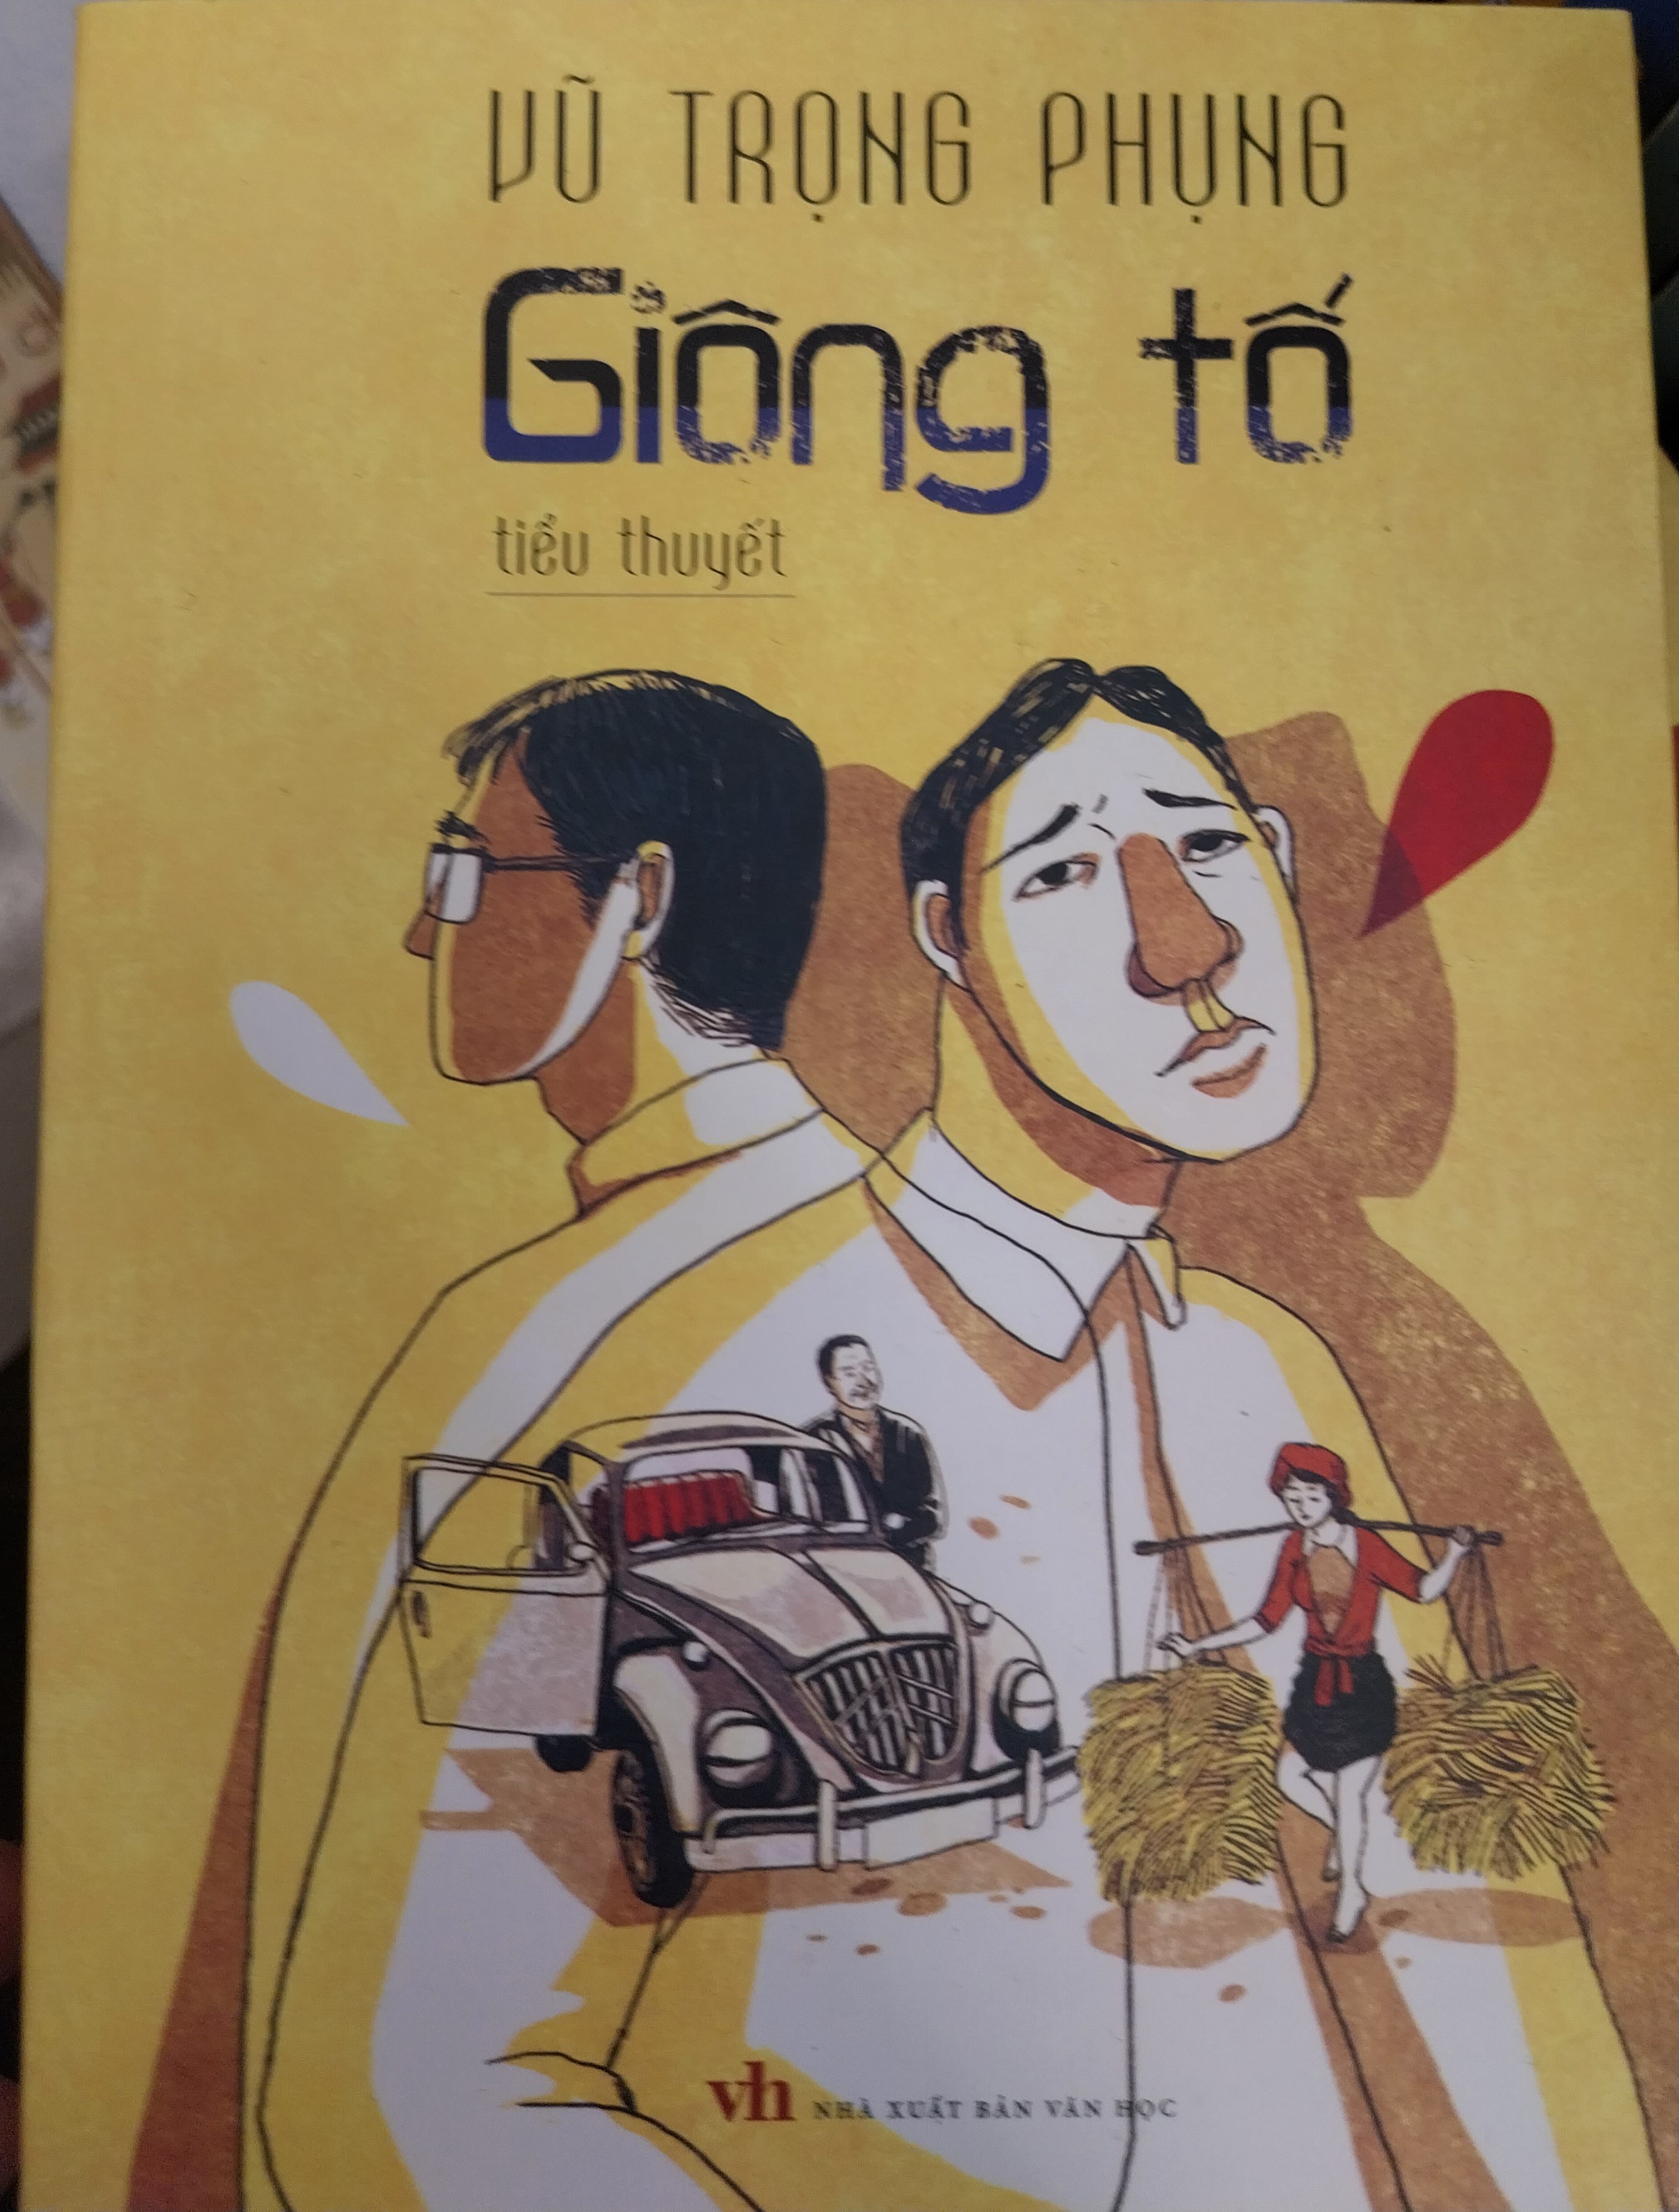 VŨ TRỌNG PHỤNG
Giông tố
tiểu thuyết
vh NHÀ XUẤT BẢN VĂN HỌC